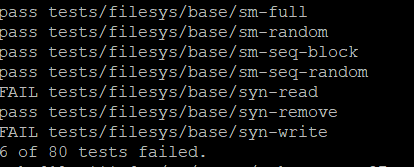 pass tests/filesys/base/sm-full
pass tests/filesys/base/sm-random
pass tests/filesys/base/sm-seq-block
pass tests/filesys/base/sm-seq-random
FAIL tests/filesys/base/syn-read
pass tests/filesys/base/syn-remove
FAIL tests/filesys/base/syn-write
6 of 80 tests failed.